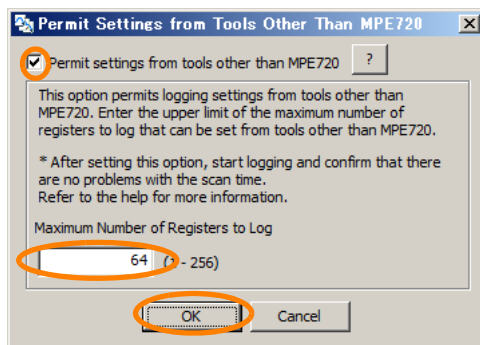 Permit Settings from Tools Other Than MPE720
Permit settings from tools other than MPE720
?
This option permits logging settings from tools other than
MPE720. Enter the upper limit of the maximum number of
registers to log that can be set from tools other than MPE720.
* After setting this option, start logging and confirm that there
are no problems with the scan time.
Refer to the help for more information.
Maximum Number of Registers to Log
64 (1 - 256)
OK Cancel